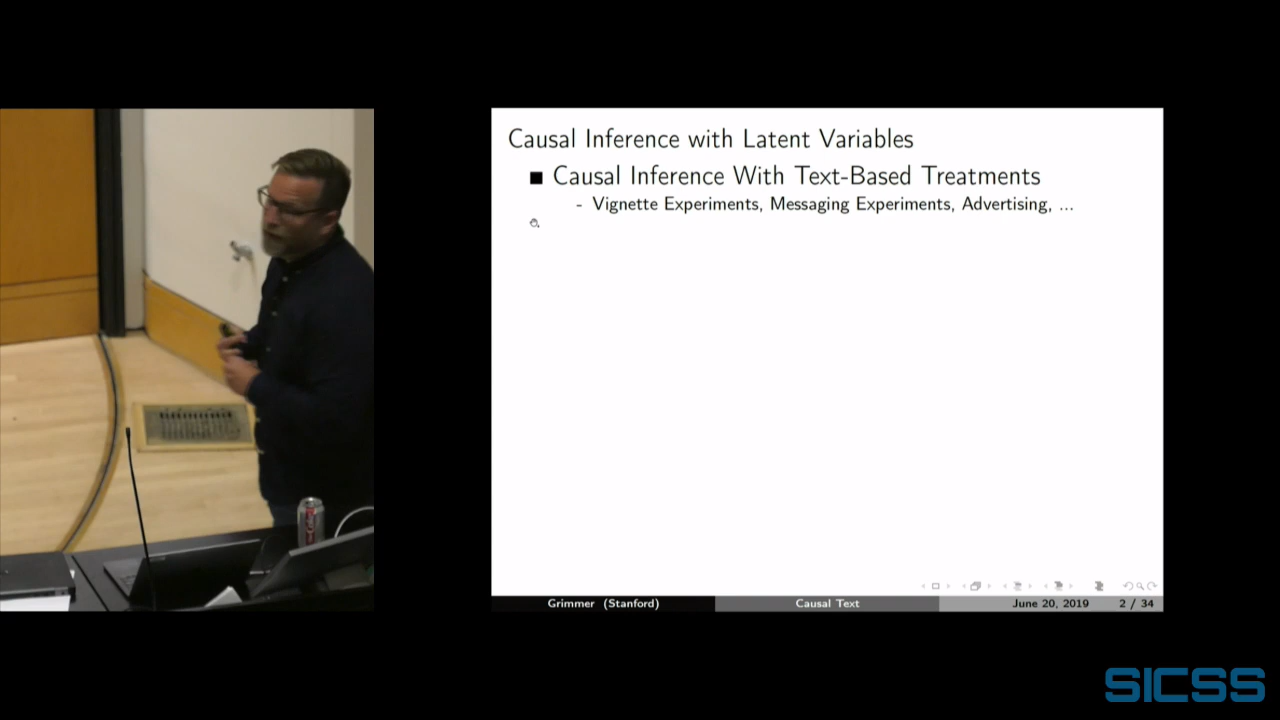 Causal Inference with Latent Variables
■ Causal Inference With Text-Based Treatments
- Vignette Experiments, Messaging Experiments, Advertising, ...
Grimmer (Stanford) Causal Text June 20, 2019 2 / 34
SICSS